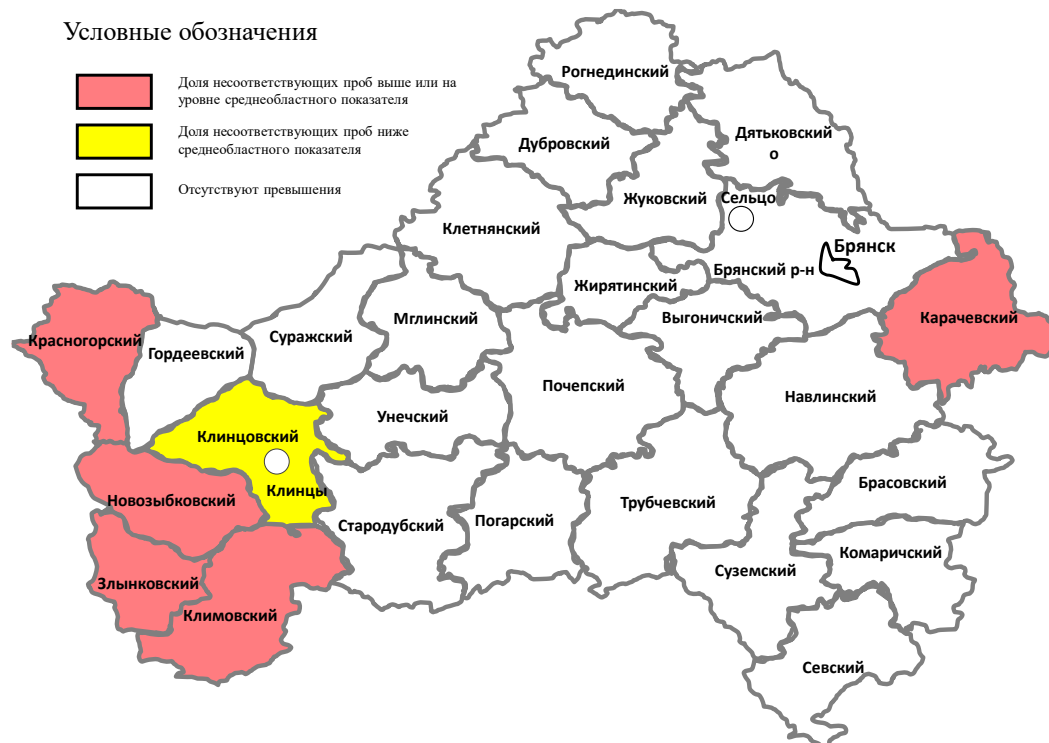 Условные обозначения
Доля несоответствующих проб выше или на
уровне среднеобластного показателя
Доля несоответствующих проб ниже
среднеобластного показателя
Отсутствуют превышения
Рогнединский
Дубровский
Дятьковский
о
Клетнянский
Жуковский
Сельцо
Брянск
Брянский р-н
Жирятинский
Выгоничский
Карачевский
Красногорский
Гордеевский
Суражский
Мглинский
Почепский
Навлинский
Унечский
Клинцовский
Клинцы
Новозыбковский
Стародубский
Погарский
Трубчевский
Брасовский
Комаричский
Суземский
Злынковский
Климовский
Севский